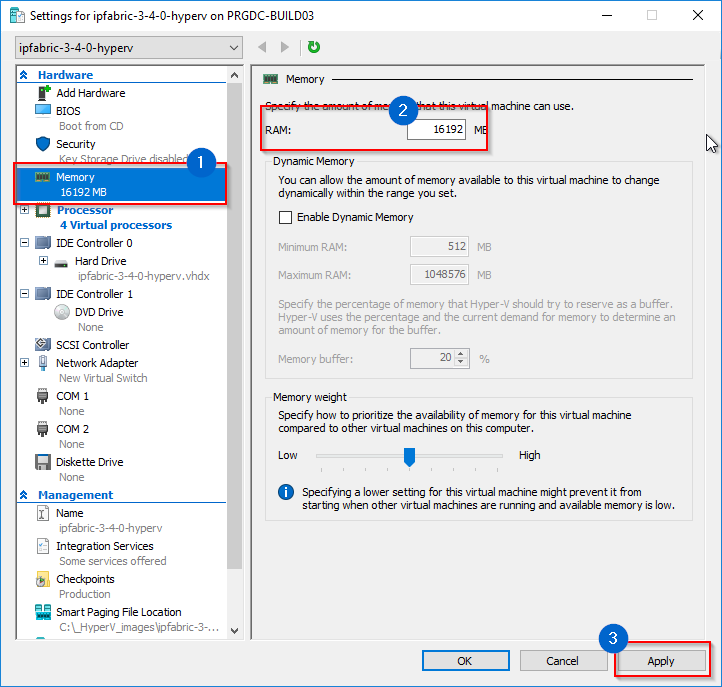 Settings for ipfabric-3-4-0-hyperv on PRGDC-BUILD03
ipfabric-3-4-0-hyperv
Hardware
Add Hardware
BIOS
Boot from CD
Security
Key Storage Drive disabled
1
Memory
16192 MB
Processor
4 Virtual processors
IDE Controller 0
Hard Drive
ipfabric-3-4-0-hyperv.vhdx
IDE Controller 1
DVD Drive
None
SCSI Controller
Network Adapter
New Virtual Switch
COM 1
None
COM 2
None
Diskette Drive
None
Management
Name
ipfabric-3-4-0-hyperv
Integration Services
Some services offered
Checkpoints
Production
Smart Paging File Location
C:\_HyperV_images\ipfabric-3-...
Memory
Specify the amount of memory that this virtual machine can use.
2
RAM: 16192 MB
Dynamic Memory
You can allow the amount of memory available to this virtual machine to change
dynamically within the range you set.
Enable Dynamic Memory
Minimum RAM: 512 MB
Maximum RAM: 1048576 MB
Specify the percentage of memory that Hyper-V should try to reserve as a buffer.
Hyper-V uses the percentage and the current demand for memory to determine an
amount of memory for the buffer.
Memory buffer: 20 %
Memory weight
Specify how to prioritize the availability of memory for this virtual machine
compared to other virtual machines on this computer.
Low High
Specifying a lower setting for this virtual machine might prevent it from
starting when other virtual machines are running and available memory is low.
3
OK Cancel Apply